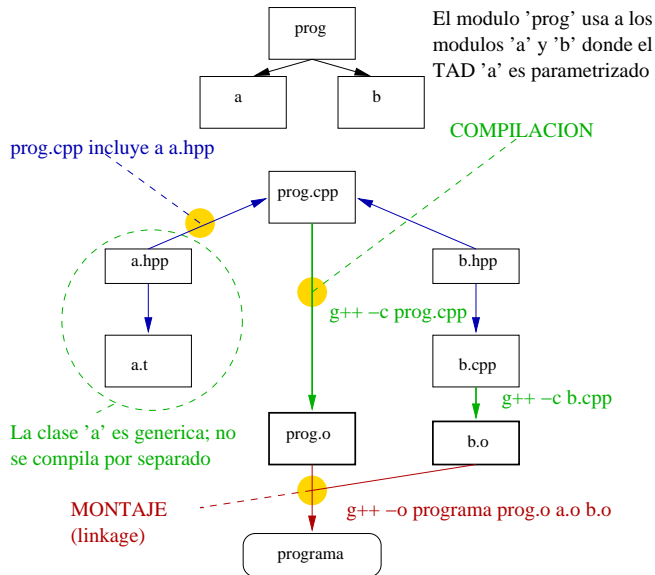 prog
El modulo ’prog’ usa a los
modulos ’a’ y ’b’ donde el
TAD ’a’ es parametrizado
a
b
COMPILACION
prog.cpp incluye a a.hpp
prog.cpp
a.hpp
b.hpp
g++ −c prog.cpp
a.t
b.cpp
g++ −c b.cpp
La clase ’a’ es generica; no
se compila por separado
prog.o
b.o
MONTAJE
(linkage)
g++ −o programa prog.o a.o b.o
programa